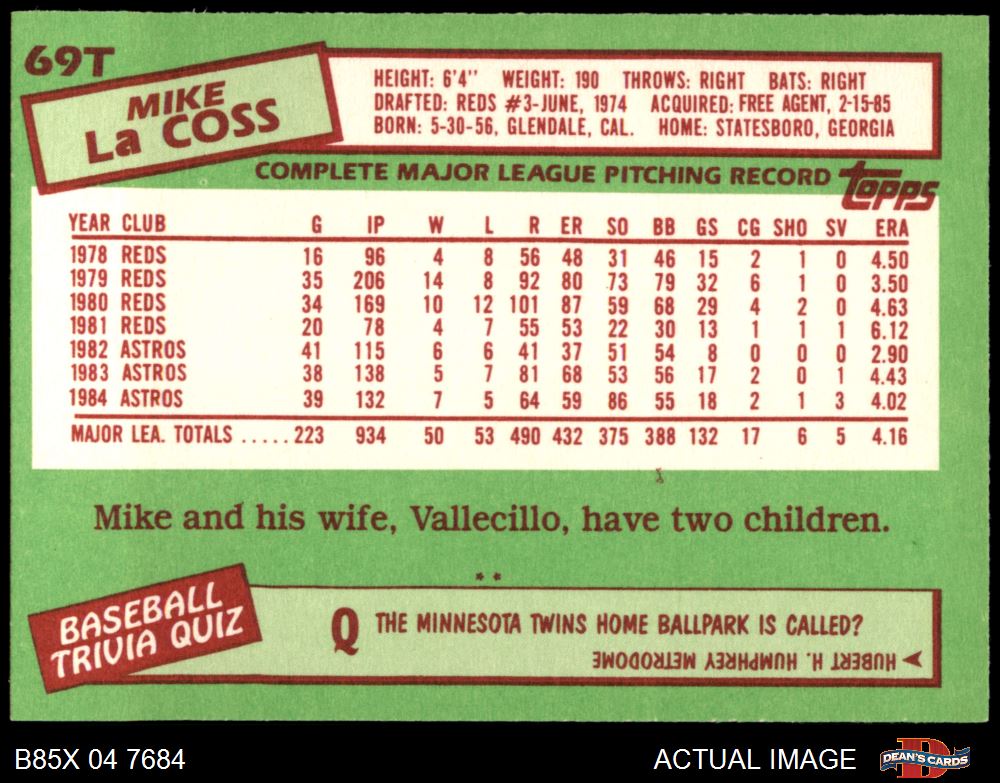 69T
MIKE
La COSS
HEIGHT: 6'4" WEIGHT: 190 THROWS: RIGHT BATS: RIGHT
DRAFTED: REDS #3-JUNE, 1974 ACQUIRED: FREE AGENT, 2-15-85
BORN: 5-30-56, GLENDALE, CAL. HOME: STATESBORO, GEORGIA
COMPLETE MAJOR LEAGUE PITCHING RECORD topps
YEAR CLUB G IP W L R ER SO BB GS CG SHO SV ERA
1978 REDS 16 96 4 8 56 48 31 46 15 2 1 0 4.50
1979 REDS 35 206 14 8 92 80 73 79 32 6 1 0 3.50
1980 REDS 34 169 10 12 101 87 59 68 29 4 2 0 4.63
1981 REDS 20 78 4 7 55 53 22 30 13 1 1 1 6.12
1982 ASTROS 41 115 6 6 41 37 51 54 8 0 0 0 2.90
1983 ASTROS 38 138 5 7 81 68 53 56 17 2 0 1 4.43
1984 ASTROS 39 132 7 5 64 59 86 55 18 2 1 3 4.02
MAJOR LEA. TOTALS .....223 934 50 53 490 432 375 388 132 17 6 5 4.16
Mike and his wife, Vallecillo, have two children.
**
BASEBALL
TRIVIA QUIZ
Q THE MINNESOTA TWINS HOME BALLPARK IS CALLED?
HUBERT H. HUMPHREY METRODOME
B85X 04 7684
ACTUAL IMAGE
D
DEAN'S CARDS